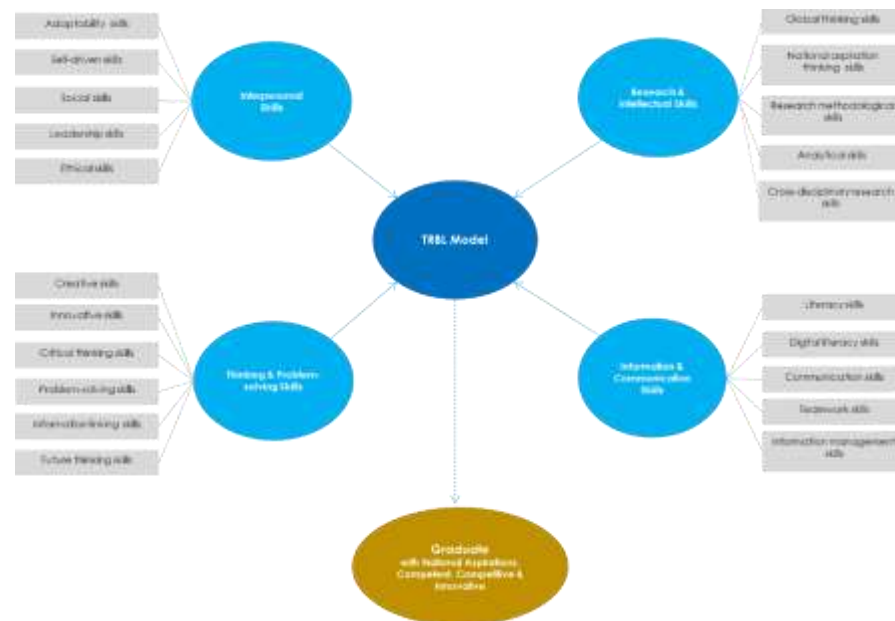 Adaptability skills
Self-driven skills
Social skills
Leadership skills
Ethical skills
Interpersonal
Skills
Research &
Intellectual Skills
Global thinking skills
National aspiration
thinking skills
Research methodological
skills
Analytical skills
Cross-disciplinary research
skills
TRBL Model
Creative skills
Innovative skills
Critical thinking skills
Problem-solving skills
Information linking skills
Future thinking skills
Thinking & Problem-
solving Skills
Information &
Communication
Skills
Literacy skills
Digital literacy skills
Communication skills
Teamwork skills
Information management
skills
Graduate
with National Aspirations,
Competent, Competitive &
Innovative